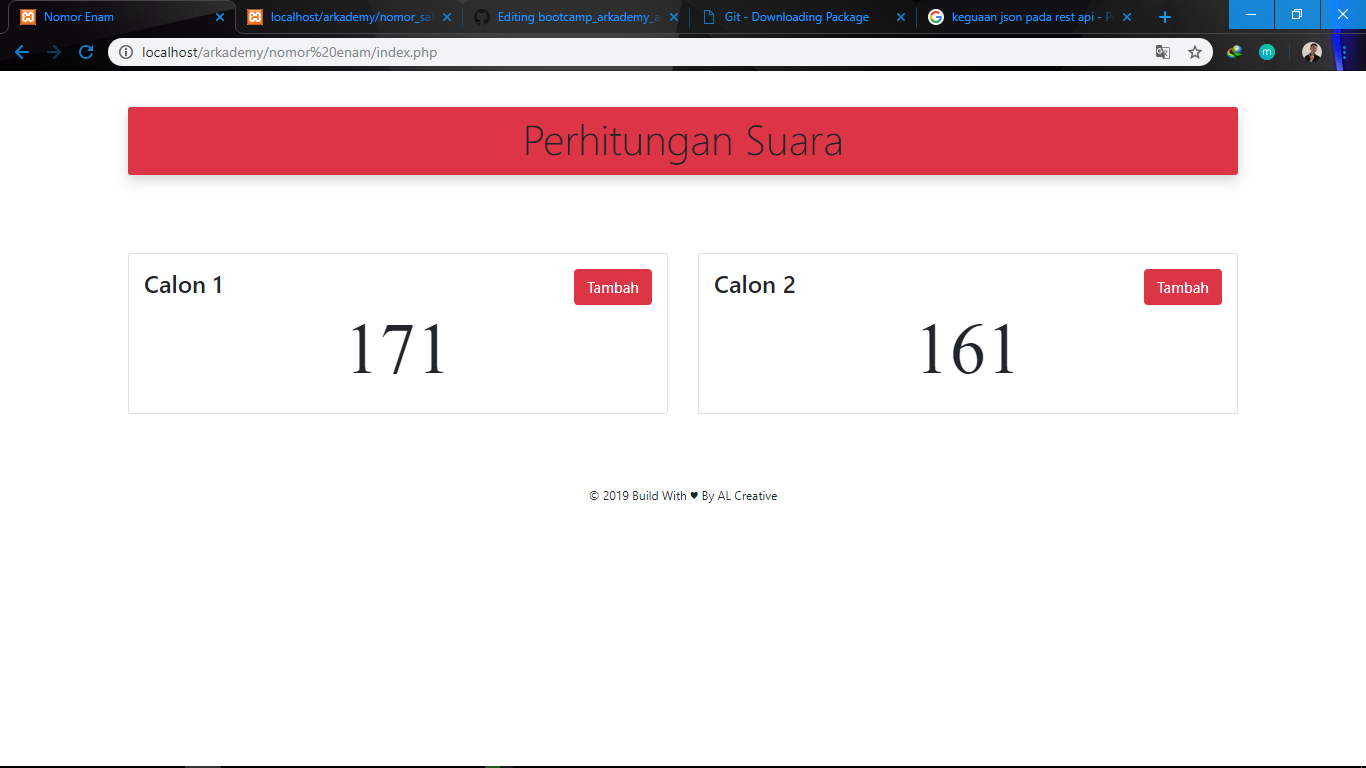 Nomor Enam
localhost/arkademy/nomor_sa
Editing bootcamp_arkademy_a
Git - Downloading Package
keguaan json pada rest api - P
localhost/arkademy/nomor%20enam/index.php
m
Perhitungan Suara
Calon 1
Tambah
171
Calon 2
Tambah
161
© 2019 Build With ♥ By AL Creative